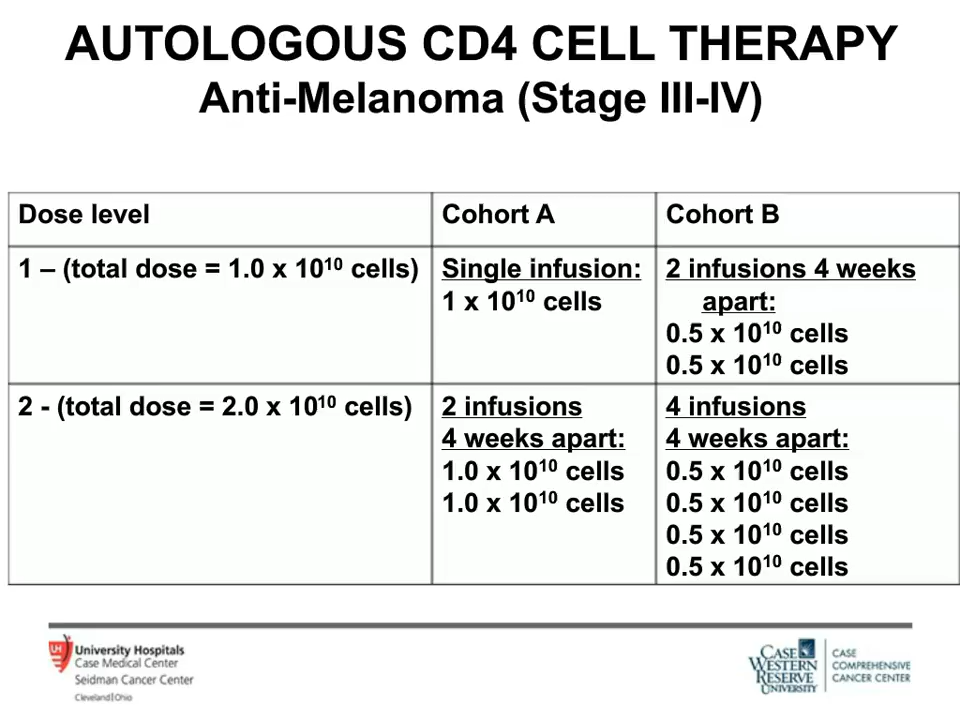 AUTOLOGOUS CD4 CELL THERAPY
Anti-Melanoma (Stage III-IV)
Dose level
Cohort A
Cohort B
1 – (total dose = 1.0 x 10¹⁰ cells)
Single infusion:
1 x 10¹⁰ cells
2 infusions 4 weeks
apart:
0.5 x 10¹⁰ cells
0.5 x 10¹⁰ cells
2 - (total dose = 2.0 x 10¹⁰ cells)
2 infusions
4 weeks apart:
1.0 x 10¹⁰ cells
1.0 x 10¹⁰ cells
4 infusions
4 weeks apart:
0.5 x 10¹⁰ cells
0.5 x 10¹⁰ cells
0.5 x 10¹⁰ cells
0.5 x 10¹⁰ cells
UH
University Hospitals
Case Medical Center
Seidman Cancer Center
Cleveland | Ohio
CASE
WESTERN
RESERVE
UNIVERSITY
CASE
COMPREHENSIVE
CANCER CENTER